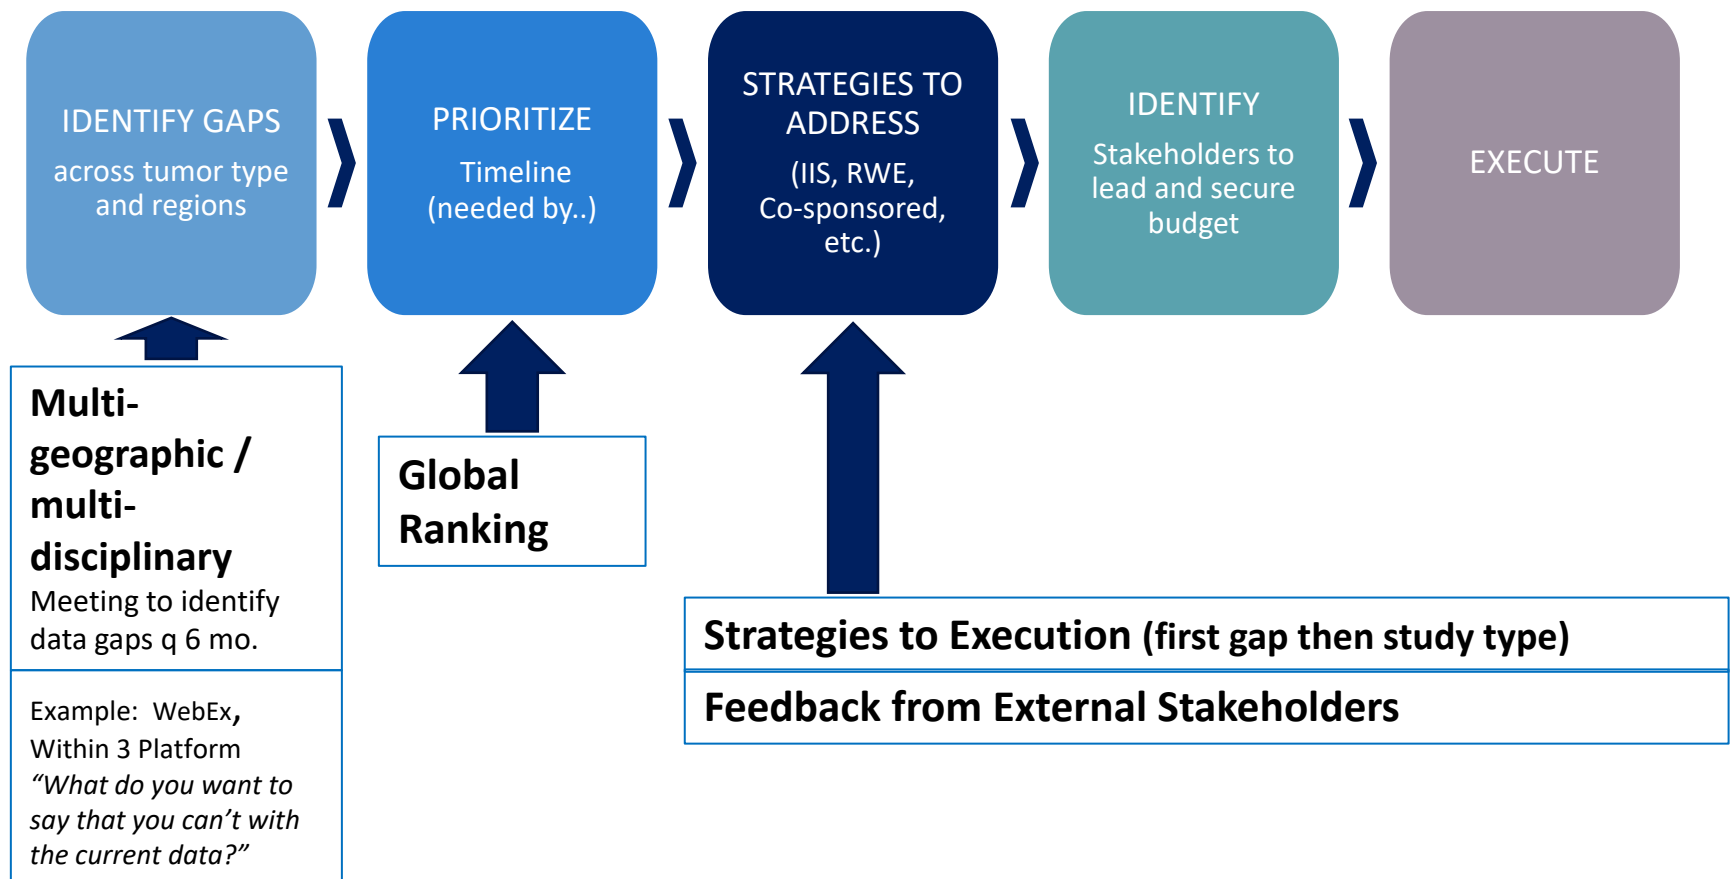 IDENTIFY GAPS
across tumor type
and regions
PRIORITIZE
Timeline
(needed by..)
STRATEGIES TO
ADDRESS
(IIS, RWE,
Co-sponsored,
etc.)
IDENTIFY
Stakeholders to
lead and secure
budget
EXECUTE
Multi-
geographic /
multi-
disciplinary
Meeting to identify
data gaps q 6 mo.
Example:  WebEx,
Within 3 Platform
“What do you want to
say that you can’t with
the current data?”
Global
Ranking
Strategies to Execution (first gap then study type)
Feedback from External Stakeholders